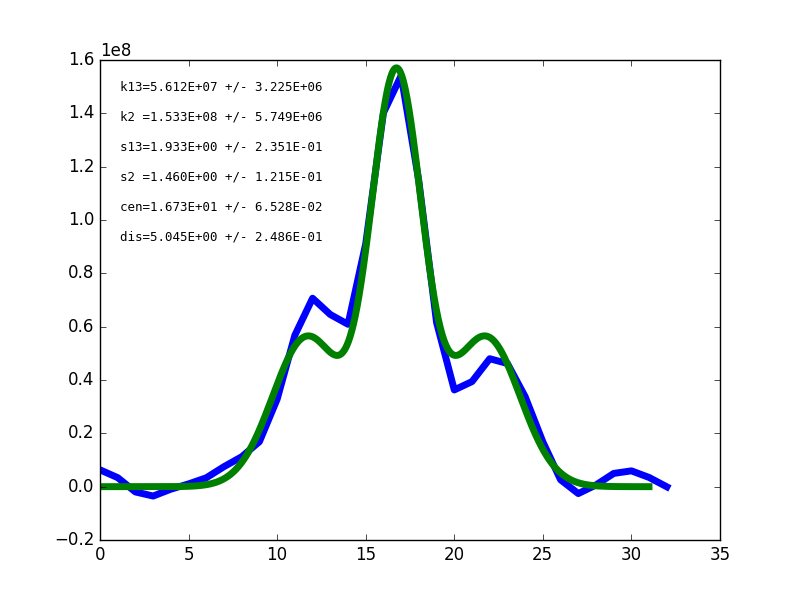 1e8
1.6
1.4
1.2
1.0
0.8
0.6
0.4
0.2
0.0
−0.2
k13=5.612E+07 +/- 3.225E+06
k2 =1.533E+08 +/- 5.749E+06
s13=1.933E+00 +/- 2.351E-01
s2 =1.460E+00 +/- 1.215E-01
cen=1.673E+01 +/- 6.528E-02
dis=5.045E+00 +/- 2.486E-01
0 5 10 15 20 25 30 35